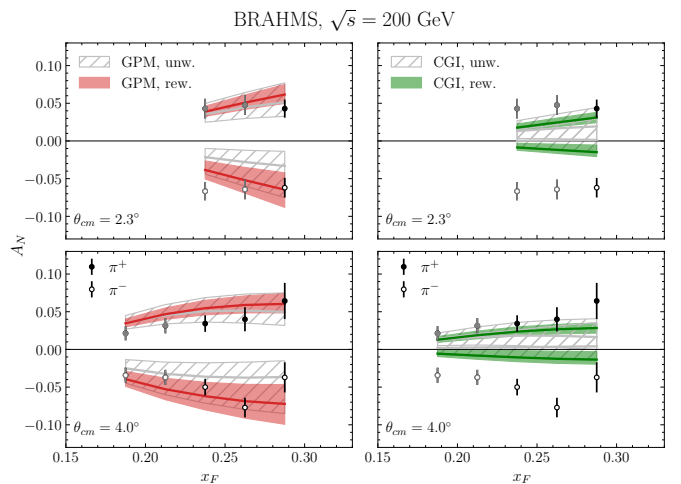 BRAHMS, √s = 200 GeV
GPM, unw.
GPM, rew.
CGI, unw.
CGI, rew.
0.10
0.05
0.00
−0.05
−0.10
θcm = 2.3°
θcm = 2.3°
A_N
π⁺
π⁻
π⁺
π⁻
0.10
0.05
0.00
−0.05
−0.10
θcm = 4.0°
θcm = 4.0°
0.15 0.20 0.25 0.30 0.15 0.20 0.25 0.30
x_F x_F